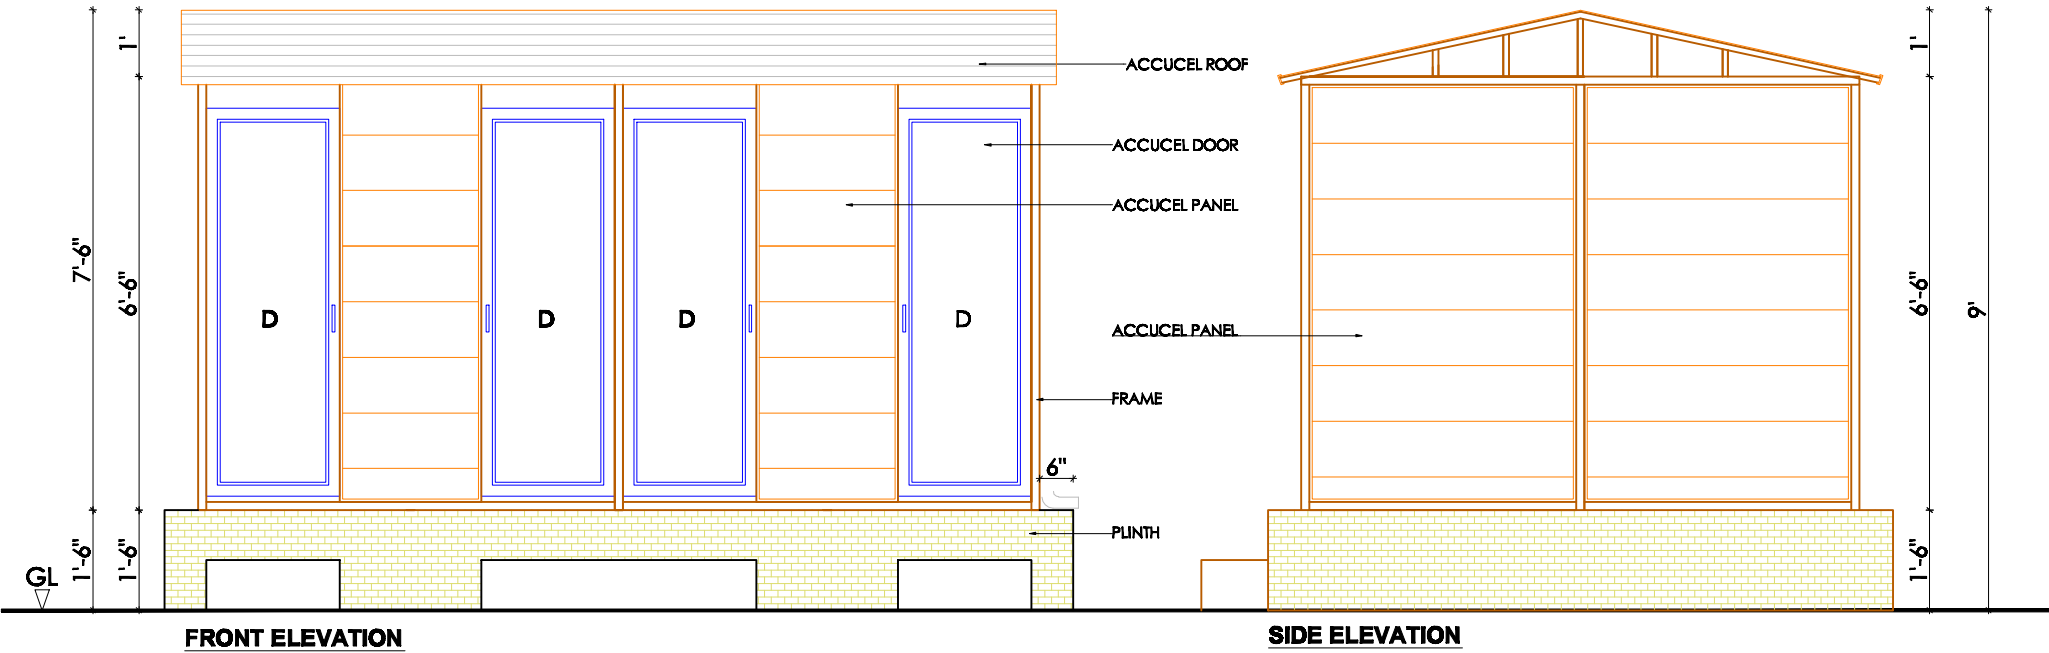 1'
7'-6"
6'-6"
1'-6"
1'-6"
GL
D
D
D
D
6"
ACCUCEL ROOF
ACCUCEL DOOR
ACCUCEL PANEL
ACCUCEL PANEL
FRAME
PLINTH
1'
6'-6"
9'
1'-6"
FRONT ELEVATION
SIDE ELEVATION